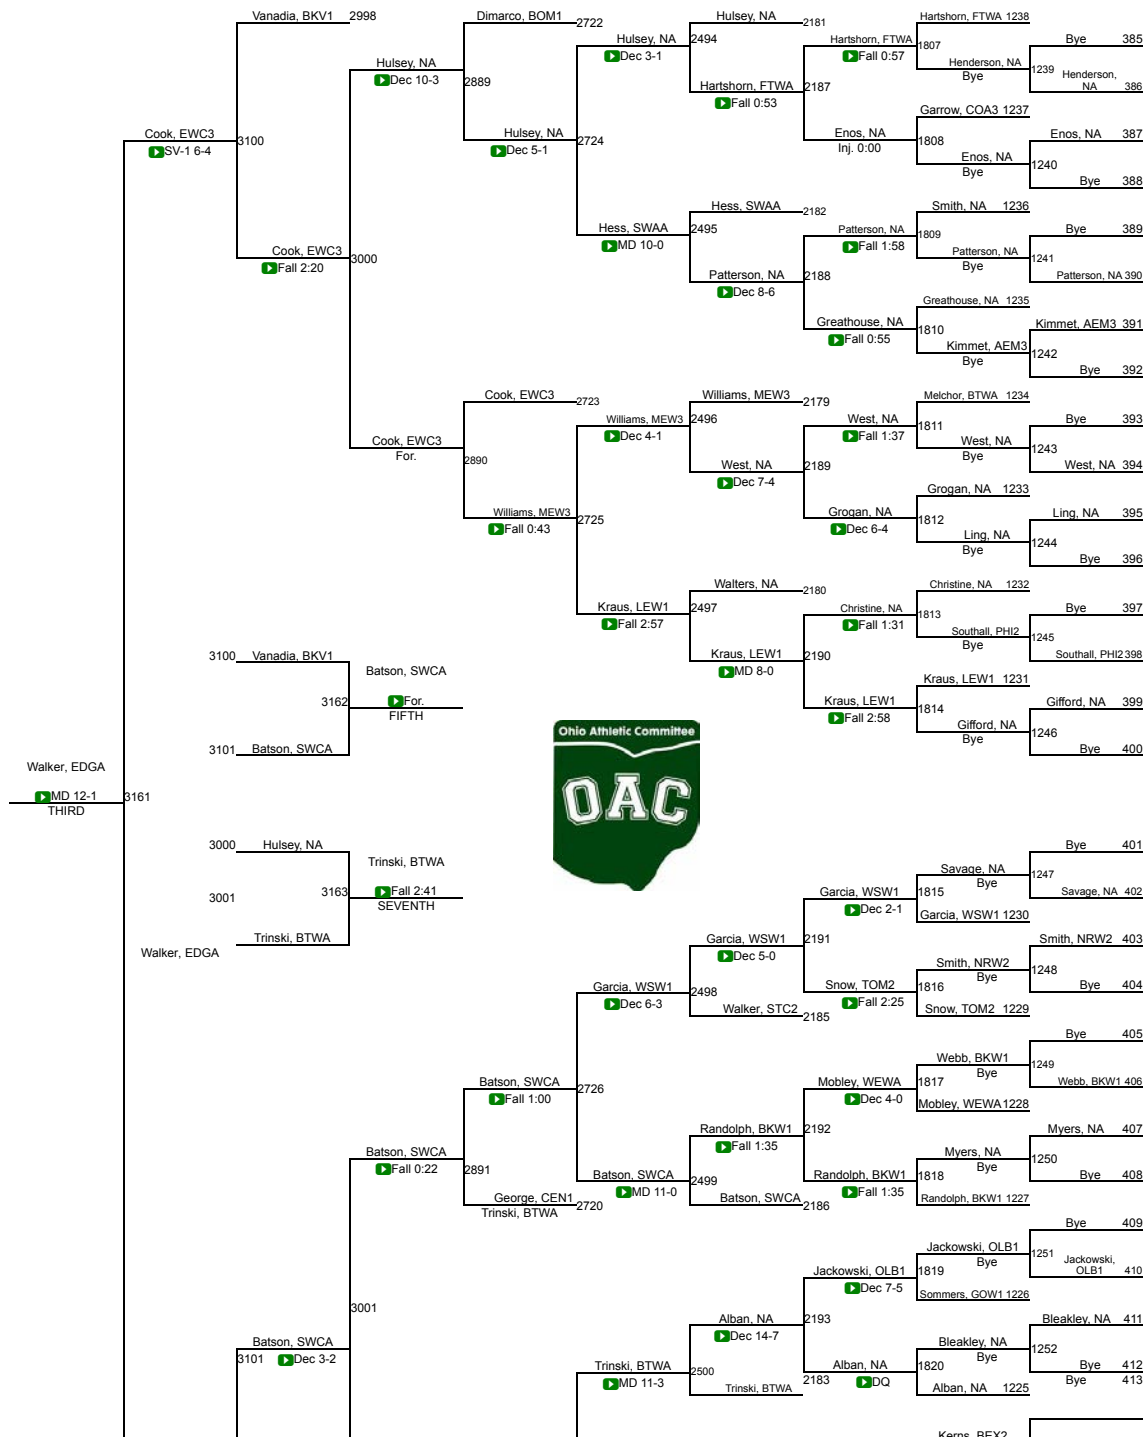 Vanadia, BKV1 2998
Dimarco, BOM1 2722
Hulsey, NA 2181
Hartshorn, FTWA 1238
Hulsey, NA 2494
Dec 3-1
Hartshorn, FTWA 1807
Fall 0:57
Bye 385
Hulsey, NA
Dec 10-3
2889
Henderson, NA 1239
Bye
Henderson, NA 386
Hartshorn, FTWA 2187
Fall 0:53
Garrow, COA3 1237
Cook, EWC3
SV-1 6-4
3100
Hulsey, NA 2724
Dec 5-1
Enos, NA 1808
Inj. 0:00
Enos, NA 387
Enos, NA 1240
Bye
Bye 388
Hess, SWAA 2182
Smith, NA 1236
Hess, SWAA 2495
MD 10-0
Patterson, NA 1809
Fall 1:58
Bye 389
Cook, EWC3
Fall 2:20
3000
Patterson, NA 1241
Bye
Patterson, NA 390
Patterson, NA 2188
Dec 8-6
Greathouse, NA 1235
Greathouse, NA 1810
Fall 0:55
Kimmet, AEM3 391
Kimmet, AEM3 1242
Bye
Bye 392
Cook, EWC3 2723
Williams, MEW3 2179
Melchor, BTWA 1234
Williams, MEW3 2496
Dec 4-1
West, NA 1811
Fall 1:37
Bye 393
Cook, EWC3
For.
2890
West, NA 1243
Bye
West, NA 394
West, NA 2189
Dec 7-4
Grogan, NA 1233
Williams, MEW3 2725
Fall 0:43
Grogan, NA 1812
Dec 6-4
Ling, NA 395
Ling, NA 1244
Bye
Bye 396
Walters, NA 2180
Christine, NA 1232
Kraus, LEW1 2497
Fall 2:57
Christine, NA 1813
Fall 1:31
Bye 397
Southall, PHI2 1245
Bye
Southall, PHI2 398
3100 Vanadia, BKV1
Batson, SWCA
Kraus, LEW1 2190
MD 8-0
Kraus, LEW1 1231
3162
For.
FIFTH
Kraus, LEW1 1814
Fall 2:58
Gifford, NA 399
Gifford, NA 1246
Bye
Bye 400
3101 Batson, SWCA
Ohio Athletic Committee
OAC
Walker, EDGA
MD 12-1
THIRD
3161
3000 Hulsey, NA
Trinski, BTWA
Bye 401
3001
3163
Fall 2:41
SEVENTH
Savage, NA 1247
Bye
Savage, NA 402
Garcia, WSW1 1815
Dec 2-1
Garcia, WSW1 1230
Trinski, BTWA
Walker, EDGA
Garcia, WSW1 2191
Dec 5-0
Smith, NRW2 403
Smith, NRW2 1248
Bye
Garcia, WSW1 2498
Dec 6-3
Snow, TOM2 1816
Fall 2:25
Bye 404
Walker, STC2 2185
Snow, TOM2 1229
Bye 405
Webb, BKW1 1249
Bye
Batson, SWCA 2726
Fall 1:00
Mobley, WEWA 1817
Dec 4-0
Webb, BKW1 406
Mobley, WEWA 1228
Randolph, BKW1 2192
Fall 1:35
Myers, NA 407
Batson, SWCA
Fall 0:22
2891
Myers, NA 1250
Bye
Batson, SWCA 2499
MD 11-0
Randolph, BKW1 1818
Fall 1:35
Bye 408
George, CEN1 2720
Trinski, BTWA
Batson, SWCA 2186
Randolph, BKW1 1227
Bye 409
Jackowski, OLB1 1251
Bye
Jackowski, OLB1 410
Jackowski, OLB1 1819
Dec 7-5
Sommers, GOW1 1226
3001
Alban, NA 2193
Dec 14-7
Bleakley, NA 411
Batson, SWCA
3101 Dec 3-2
Bleakley, NA 1252
Bye
Trinski, BTWA 2500
MD 11-3
Alban, NA 1820
DQ
Bye 412
Bye 413
Trinski, BTWA 2183
Alban, NA 1225
Kerns, BEX2